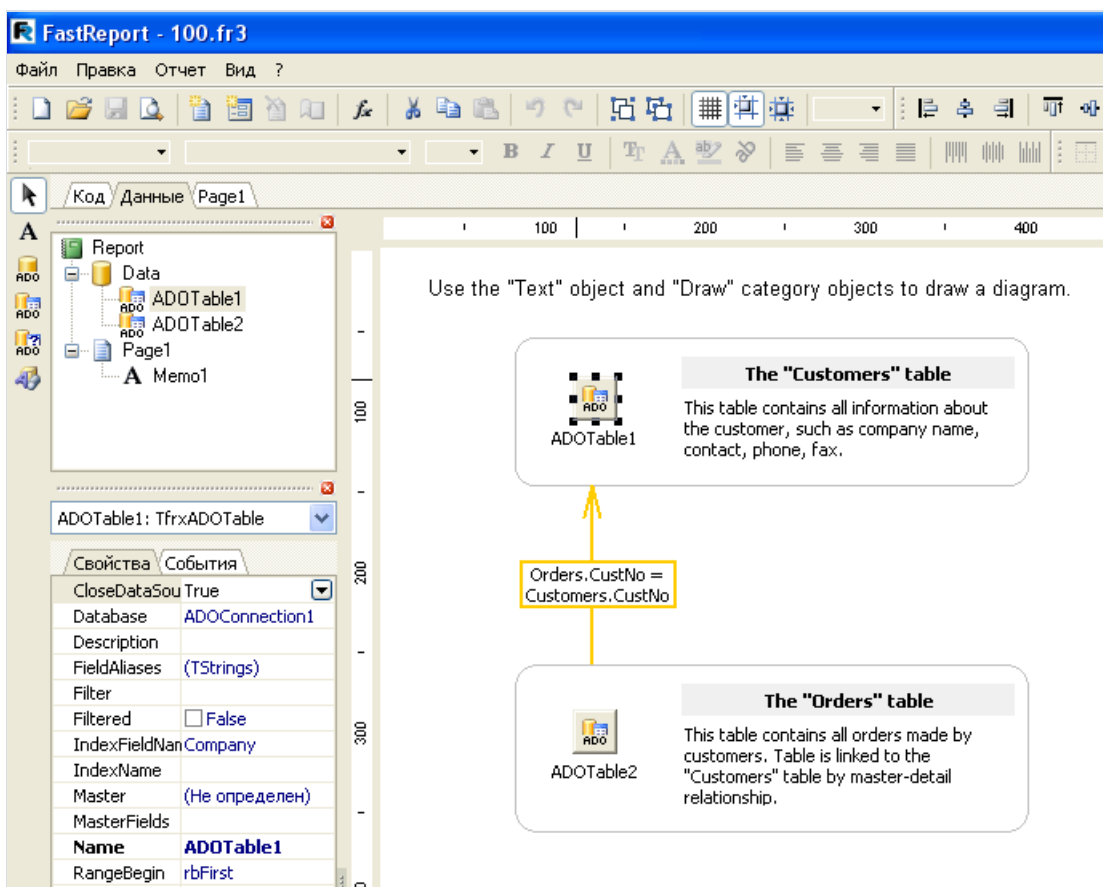 FastReport - 100.fr3
Файл Правка Отчет Вид ?
B I U
Код Данные Page1
100 200 300 400
A
ADO
ADO
ADO
Report
Data
ADOTable1
ADOTable2
Page1
A Memo1
ADOTable1: TfrxADOTable
Свойства События
CloseDataSou True
Database ADOConnection1
Description
FieldAliases (TStrings)
Filter
Filtered False
IndexFieldNan Company
IndexName
Master (Не определен)
MasterFields
Name ADOTable1
RangeBegin rbFirst
100
200
300
Use the "Text" object and "Draw" category objects to draw a diagram.
ADO
ADOTable1
The "Customers" table
This table contains all information about
the customer, such as company name,
contact, phone, fax.
Orders.CustNo =
Customers.CustNo
ADO
ADOTable2
The "Orders" table
This table contains all orders made by
customers. Table is linked to the
"Customers" table by master-detail
relationship.